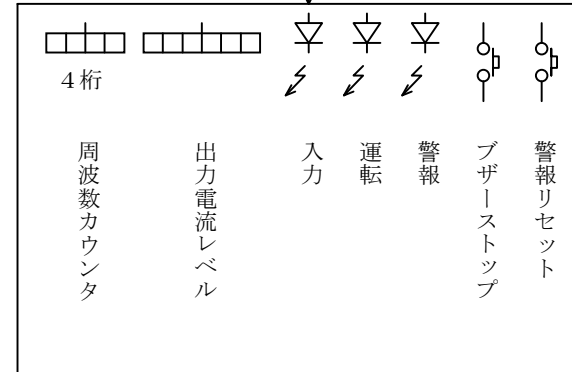 4桁
周波数カウンタ
出力電流レベル
入力
運転
警報
ブザーストップ
警報リセット